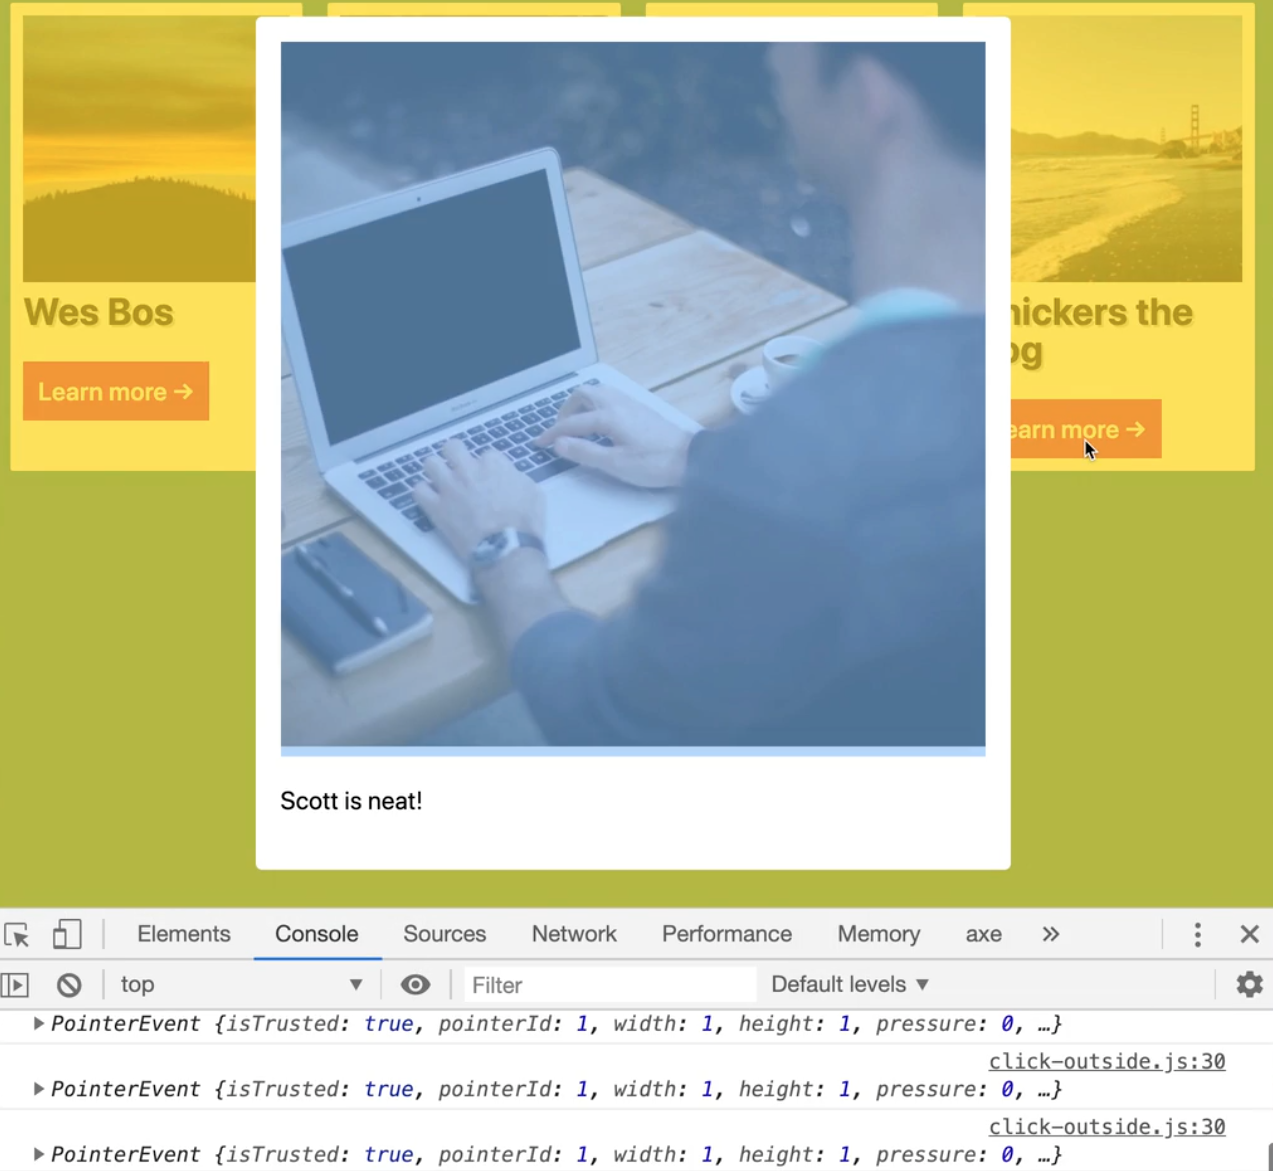 Wes Bos
Learn more →
hickers the
og
earn more →
Scott is neat!
Elements Console Sources Network Performance Memory axe »
top ▼ Filter Default levels ▼
▶ PointerEvent {isTrusted: true, pointerId: 1, width: 1, height: 1, pressure: 0, …}
click-outside.js:30
▶ PointerEvent {isTrusted: true, pointerId: 1, width: 1, height: 1, pressure: 0, …}
click-outside.js:30
▶ PointerEvent {isTrusted: true, pointerId: 1, width: 1, height: 1, pressure: 0, …}